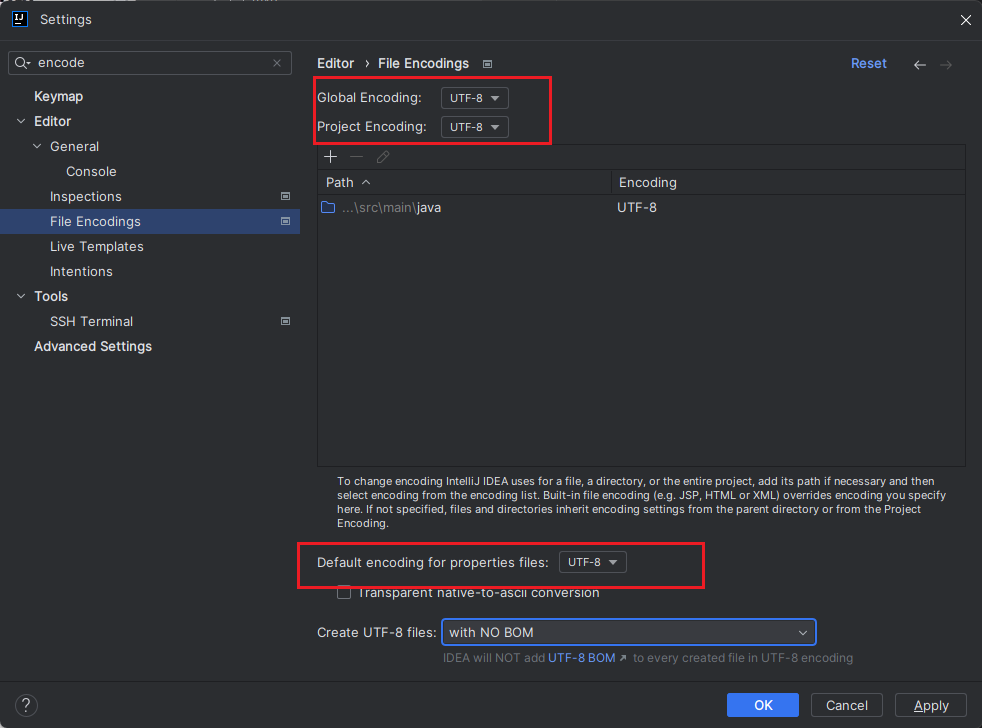 Settings
encode
Keymap
Editor
General
Console
Inspections
File Encodings
Live Templates
Intentions
Tools
SSH Terminal
Advanced Settings
Editor › File Encodings
Reset
Global Encoding: UTF-8
Project Encoding: UTF-8
Path Encoding
...\src\main\java UTF-8
To change encoding IntelliJ IDEA uses for a file, a directory, or the entire project, add its path if necessary and then
select encoding from the encoding list. Built-in file encoding (e.g. JSP, HTML or XML) overrides encoding you specify
here. If not specified, files and directories inherit encoding settings from the parent directory or from the Project
Encoding.
Default encoding for properties files: UTF-8
Transparent native-to-ascii conversion
Create UTF-8 files: with NO BOM
IDEA will NOT add UTF-8 BOM ↗ to every created file in UTF-8 encoding
? OK Cancel Apply